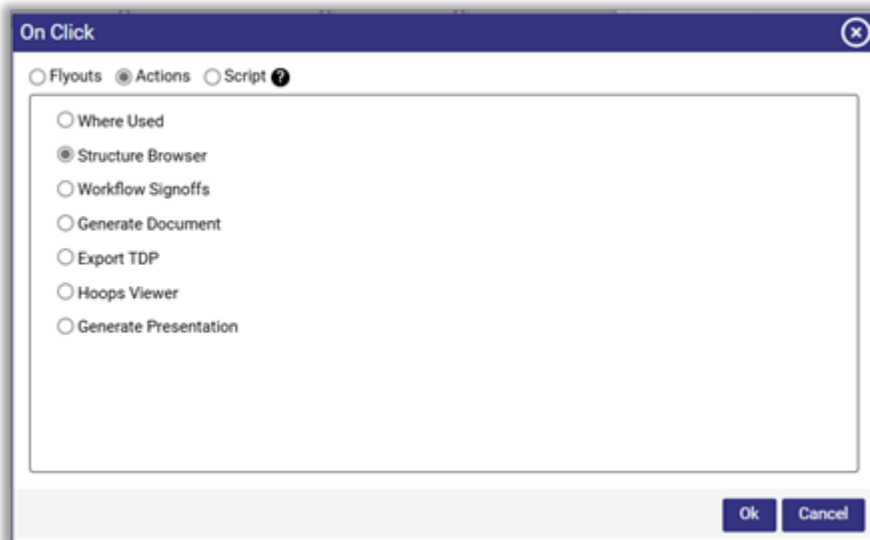 On Click
Flyouts Actions Script ?
Where Used
Structure Browser
Workflow Signoffs
Generate Document
Export TDP
Hoops Viewer
Generate Presentation
Ok Cancel